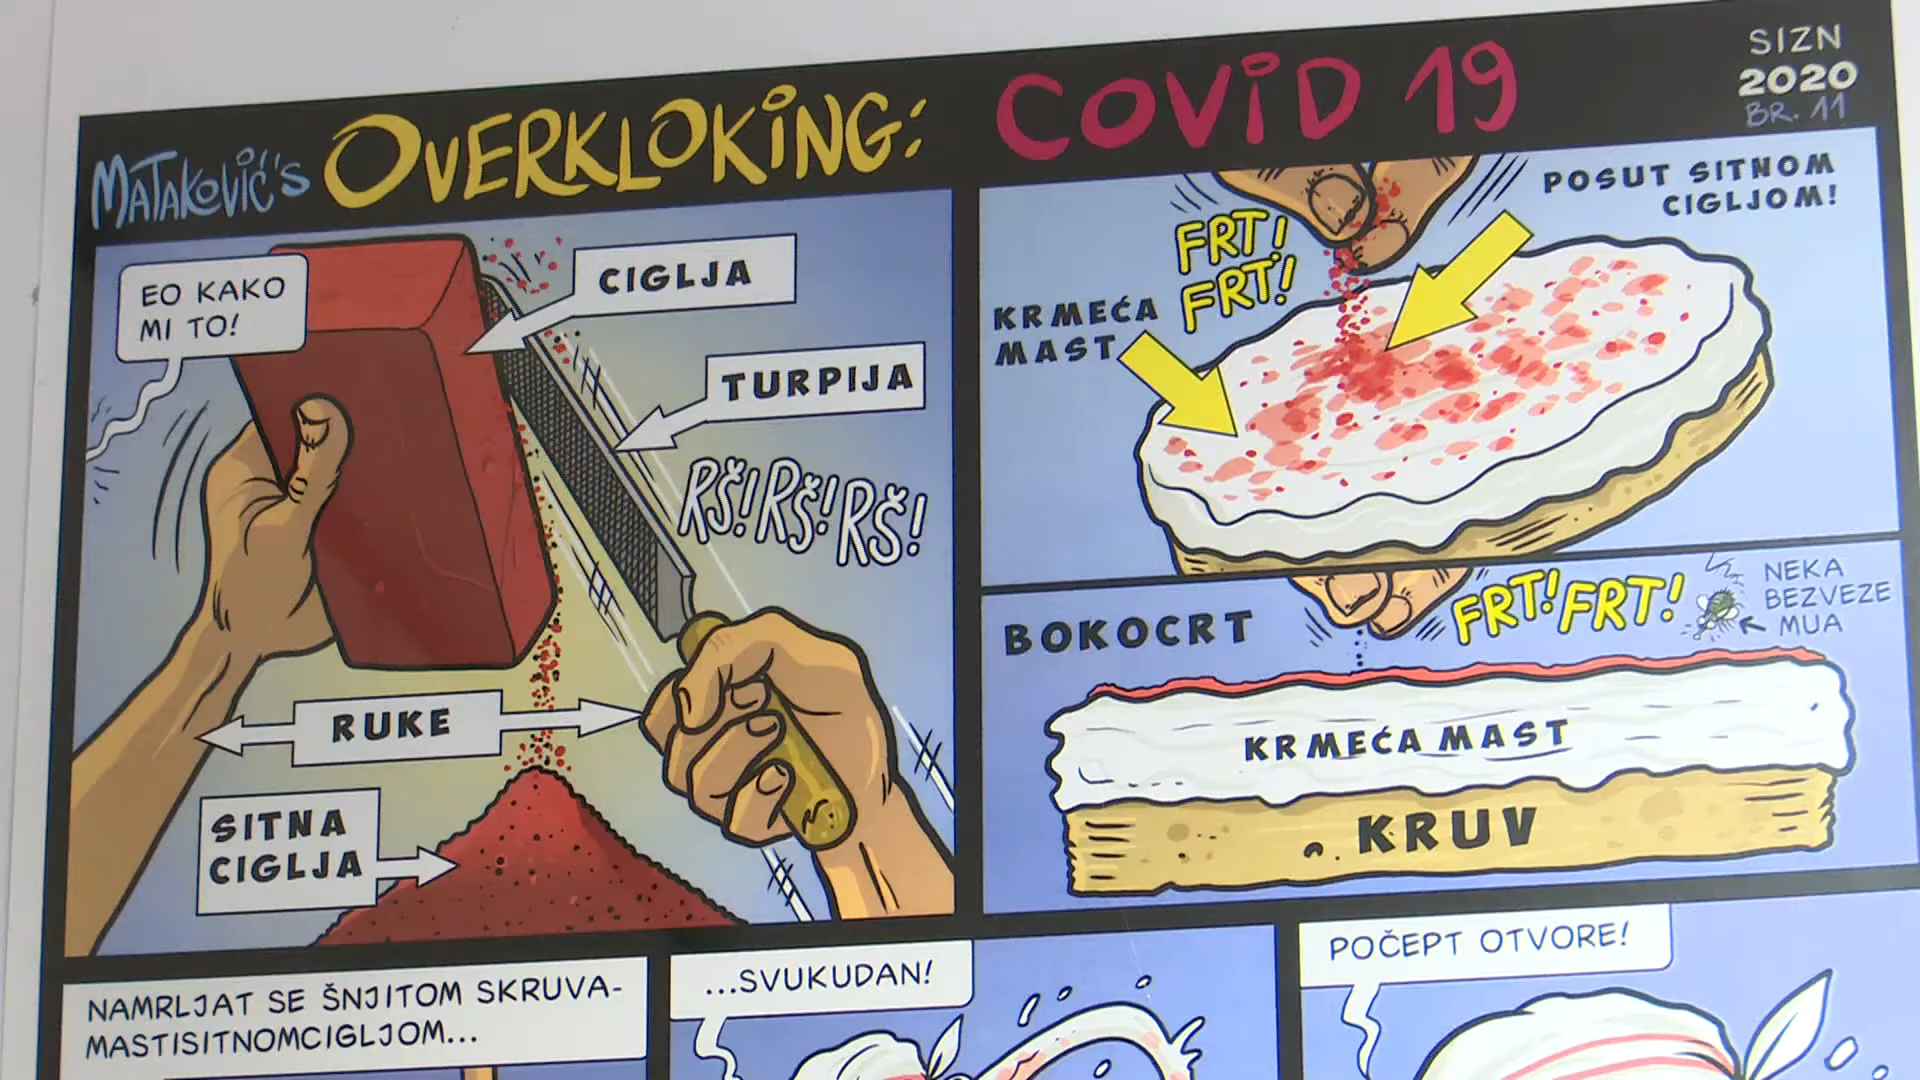 MATAKOVIĆ'S OVERKLOKING: COVID 19
SIZN
2020
BR. 11
EO KAKO
MI TO!
CIGLJA
TURPIJA
RŠ! RŠ! RŠ!
RUKE
SITNA
CIGLJA
FRT!
FRT!
POSUT SITNOM
CIGLJOM!
KRMEĆA
MAST
BOKOCRT
FRT! FRT!
NEKA
BEZVEZE
MUA
KRMEĆA MAST
KRUV
NAMRLJAT SE ŠNJITOM SKRUVA-
MASTISITNOMCIGLJOM...
...SVUKUDAN!
POČEPT OTVORE!